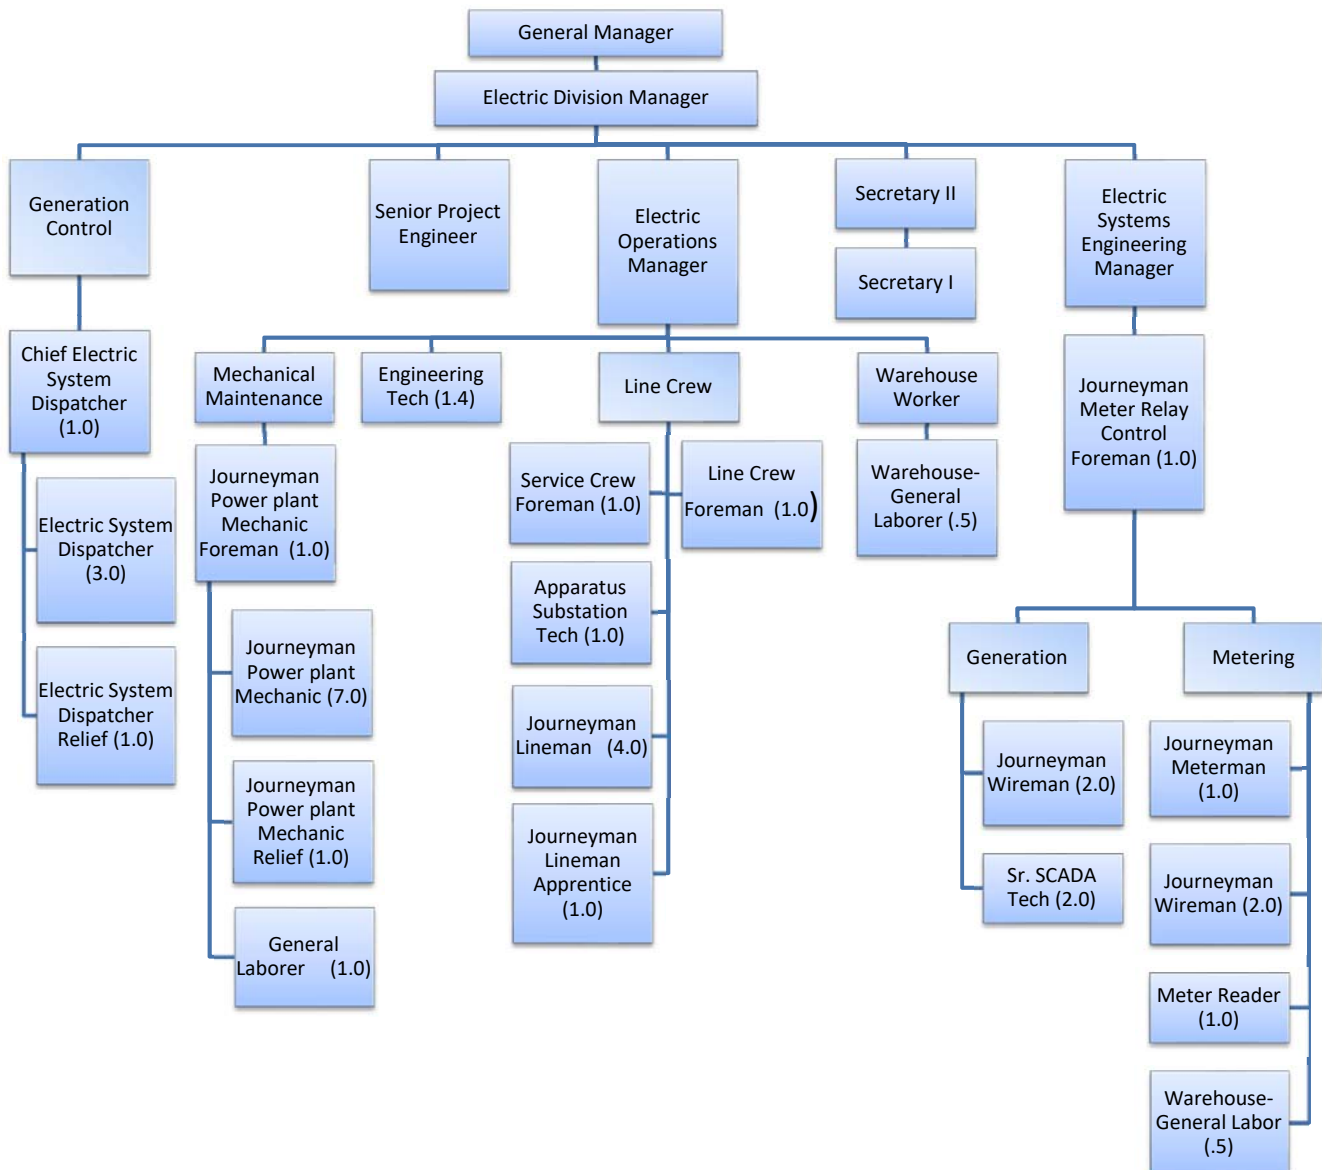 General Manager
Electric Division Manager
Generation
Control
Senior Project
Engineer
Electric
Operations
Manager
Secretary II
Secretary I
Electric
Systems
Engineering
Manager
Chief Electric
System
Dispatcher
(1.0)
Electric System
Dispatcher
(3.0)
Electric System
Dispatcher
Relief (1.0)
Mechanical
Maintenance
Journeyman
Power plant
Mechanic
Foreman (1.0)
Journeyman
Power plant
Mechanic (7.0)
Journeyman
Power plant
Mechanic
Relief (1.0)
General
Laborer (1.0)
Engineering
Tech (1.4)
Line Crew
Service Crew
Foreman (1.0)
Line Crew
Foreman (1.0)
Apparatus
Substation
Tech (1.0)
Journeyman
Lineman (4.0)
Journeyman
Lineman
Apprentice
(1.0)
Warehouse
Worker
Warehouse-
General
Laborer (.5)
Journeyman
Meter Relay
Control
Foreman (1.0)
Generation
Journeyman
Wireman (2.0)
Sr. SCADA
Tech (2.0)
Metering
Journeyman
Meterman
(1.0)
Journeyman
Wireman (2.0)
Meter Reader
(1.0)
Warehouse-
General Labor
(.5)